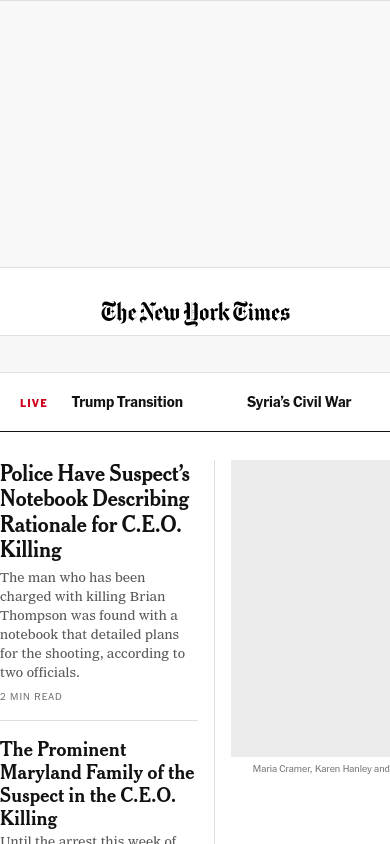 The New York Times
LIVE
Trump Transition
Syria’s Civil War
Police Have Suspect’s
Notebook Describing
Rationale for C.E.O.
Killing
The man who has been
charged with killing Brian
Thompson was found with a
notebook that detailed plans
for the shooting, according to
two officials.
2 MIN READ
Maria Cramer, Karen Hanley and
The Prominent
Maryland Family of the
Suspect in the C.E.O.
Killing
Until the arrest this week of